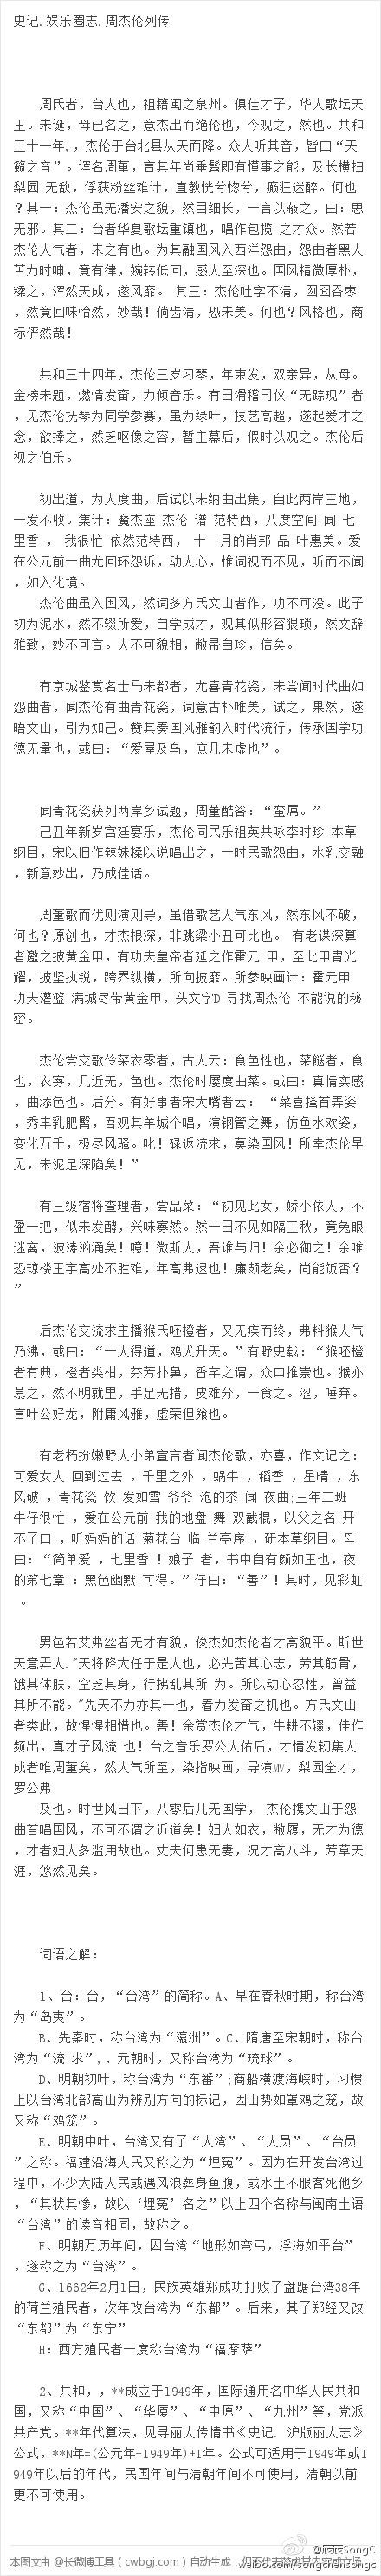 史记.娱乐圈志.周杰伦列传
周氏者，台人也，祖籍闽之泉州。俱佳才子，华人歌坛天
王。未诞，母已名之，意杰出而绝伦也，今观之，然也。共和
三十一年,，杰伦于台北县从天而降。众人听其音，皆曰“天
籁之音”。诨名周董，言其年尚垂髫即有懂事之能，及长横扫
梨园 无敌，俘获粉丝难计，直教恍兮惚兮，癫狂迷醉。何也
？其一：杰伦虽无潘安之貌，然目细长，一言以蔽之，曰：思
无邪。其二：台者华夏歌坛重镇也，唱作包揽 之才众。然若
杰伦人气者，未之有也。为其融国风入西洋怨曲，怨曲者黑人
苦力时呻，竟有律，婉转低回，感人至深也。国风精微厚朴，
糅之，浑然天成，遂风靡。 其三：杰伦吐字不清，囫囵吞枣
，然竟回味怡然，妙哉！倘齿清，恐未美。何也？风格也，商
标俨然哉！
共和三十四年，杰伦三岁习琴，年束发，双亲异，从母。
金榜未题，燃情发奋，力倾音乐。有日滑稽司仪“无踪现”者
，见杰伦抚琴为同学参赛，虽为绿叶，技艺高超，遂起爱才之
念，欲捧之，然乏呕像之容，暂主幕后，假时以观之。杰伦后
视之伯乐。
初出道，为人度曲，后试以未纳曲出集，自此两岸三地，
一发不收。集计：魔杰座 杰伦 谱 范特西，八度空间 闻 七
里香 ， 我很忙 依然范特西， 十一月的肖邦 品 叶惠美。爱
在公元前一曲尤回环怨诉，动人心，惟词视而不见，听而不闻
，如入化境。
杰伦曲虽入国风，然词多方氏文山者作，功不可没。此子
初为泥水，然不辍所爱，自学成才，观其似形容猥琐，然文辞
雅致，妙不可言。人不可貌相，敝帚自珍，信矣。
有京城鉴赏名士马未都者，尤喜青花瓷，未尝闻时代曲如
怨曲者，闻杰伦有曲青花瓷，词意古朴唯美，试之，果然，遂
晤文山，引为知己。赞其奏国风雅韵入时代流行，传承国学功
德无量也，或曰：“爱屋及乌，庶几未虚也”。
闻青花瓷获列两岸乡试题，周董酷答：“蛮屌。”
己丑年新岁宫廷宴乐，杰伦同民乐祖英共咏李时珍 本草
纲目，宋以旧作辣妹糅以说唱出之，一时民歌怨曲，水乳交融
，新意妙出，乃成佳话。
周董歌而优则演则导，虽借歌艺人气东风，然东风不破，
何也？原创也，才杰根深，非跳梁小丑可比也。 有老谋深算
者邀之披黄金甲，有功夫皇帝者延之作霍元 甲，至此甲胄光
耀，披坚执锐，跨界纵横，所向披靡。所参映画计：霍元甲
功夫灌篮 满城尽带黄金甲，头文字D 寻找周杰伦 不能说的秘
密。
杰伦尝交歌伶菜衣零者，古人云：食色性也，菜鐩者，食
也，衣寡，几近无，色也。杰伦时屡度曲菜。或曰：真情实感
，曲添色也。后分。有好事者宋大嘴者云： “菜喜搔首弄姿
，秀丰乳肥臀，吾观其羊城个唱，演钢管之舞，仿鱼水欢姿，
变化万千，极尽风骚。叱！碌返流求，莫染国风！所幸杰伦早
见，未泥足深陷矣！”
有三级宿将查理者，尝品菜：“初见此女，娇小依人，不
盈一把，似未发酵，兴味寡然。然一日不见如隔三秋，竟兔眼
迷离，波涛汹涌矣！噫！微斯人，吾谁与归！余必御之！余唯
恐琼楼玉宇高处不胜难，年高弗逮也！廉颇老矣，尚能饭否？
”
后杰伦交流求主播猴氏呸橙者，又无疾而终，弗料猴人气
乃沸，或曰：“一人得道，鸡犬升天。”有野史载：“猴呸橙
者有典，橙者类柑，芬芳扑鼻，香芊之谓，众口推崇也。猴亦
慕之，然不明就里，手足无措，皮难分，一食之。涩，唾弃。
言叶公好龙，附庸风雅，虚荣但飨也。
有老朽扮嫩野人小弟宣言者闻杰伦歌，亦喜，作文记之：
可爱女人 回到过去 ，千里之外 ，蜗牛 ，稻香 ，星晴 ，东
风破 ，青花瓷 饮 发如雪 爷爷 泡的茶 闻 夜曲;三年二班
牛仔很忙 ，爱在公元前 我的地盘 舞 双截棍，以父之名 开
不了口 ，听妈妈的话 菊花台 临 兰亭序 ，研本草纲目。母
曰：“简单爱 ，七里香 ！娘子 者，书中自有颜如玉也，夜
的第七章 ：黑色幽默 可得。”仔曰：“善”！其时，见彩虹
。
男色若艾弗丝者无才有貌，俊杰如杰伦者才高貌平。斯世
天意弄人."天将降大任于是人也，必先苦其心志，劳其筋骨，
饿其体肤，空乏其身，行拂乱其所 为。所以动心忍性，曾益
其所不能。"先天不力亦其一也，着力发奋之机也。方氏文山
者类此，故惺惺相惜也。善！余赏杰伦才气，牛耕不辍，佳作
频出，真才子风流 也！台之音乐罗公大佑后，才情发轫集大
成者唯周董矣，然人气所至，染指映画，导演MV，梨园全才，
罗公弗
及也。时世风日下，八零后几无国学， 杰伦携文山于怨
曲首唱国风，不可不谓之近道矣！妇人如衣，敝履，无才为德
，才者妇人多滥用故也。丈夫何患无妻，况才高八斗，芳草天
涯，悠然见矣。
词语之解：
1、台：台，“台湾”的简称。A、早在春秋时期，称台湾
为“岛夷”。
B、先秦时，称台湾为“瀛洲”。C、隋唐至宋朝时，称台
湾为“流 求”,、元朝时，又称台湾为“琉球”。
D、明朝初叶，称台湾为“东番”;商船横渡海峡时，习惯
上以台湾北部高山为辨别方向的标记，因山势如罩鸡之笼，故
又称“鸡笼”。
E、明朝中叶，台湾又有了“大湾”、“大员”、“台员
”之称。福建沿海人民又称之为“埋冤”。因为在开发台湾过
程中，不少大陆人民或遇风浪葬身鱼腹，或水土不服客死他乡
，“其状其惨，故以‘埋冤’名之”以上四个名称与闽南土语
“台湾”的读音相同，故称之。
F、明朝万历年间，因台湾“地形如弯弓，浮海如平台”
，遂称之为“台湾”。
G、1662年2月1日，民族英雄郑成功打败了盘踞台湾38年
的荷兰殖民者，次年改台湾为“东都”。后来，其子郑经又改
“东都”为“东宁”
H：西方殖民者一度称台湾为“福摩萨”
2、共和，，**成立于1949年，国际通用名中华人民共和
国，又称“中国”、“华厦”、“中原”、“九州”等，党派
共产党。**年代算法，见寻丽人传情书《史记．沪版丽人志》
公式，**N年=(公元年-1949年)+1年。公式可适用于1949年或1
949年以后的年代，民国年间与清朝年间不可使用，清朝以前
更不可使用。
本图文由 @长微博工具（cwbgj.com）自动生成，但不代表赞成其内容或立场
@辰辰SongC
weibo.com/songchensongc